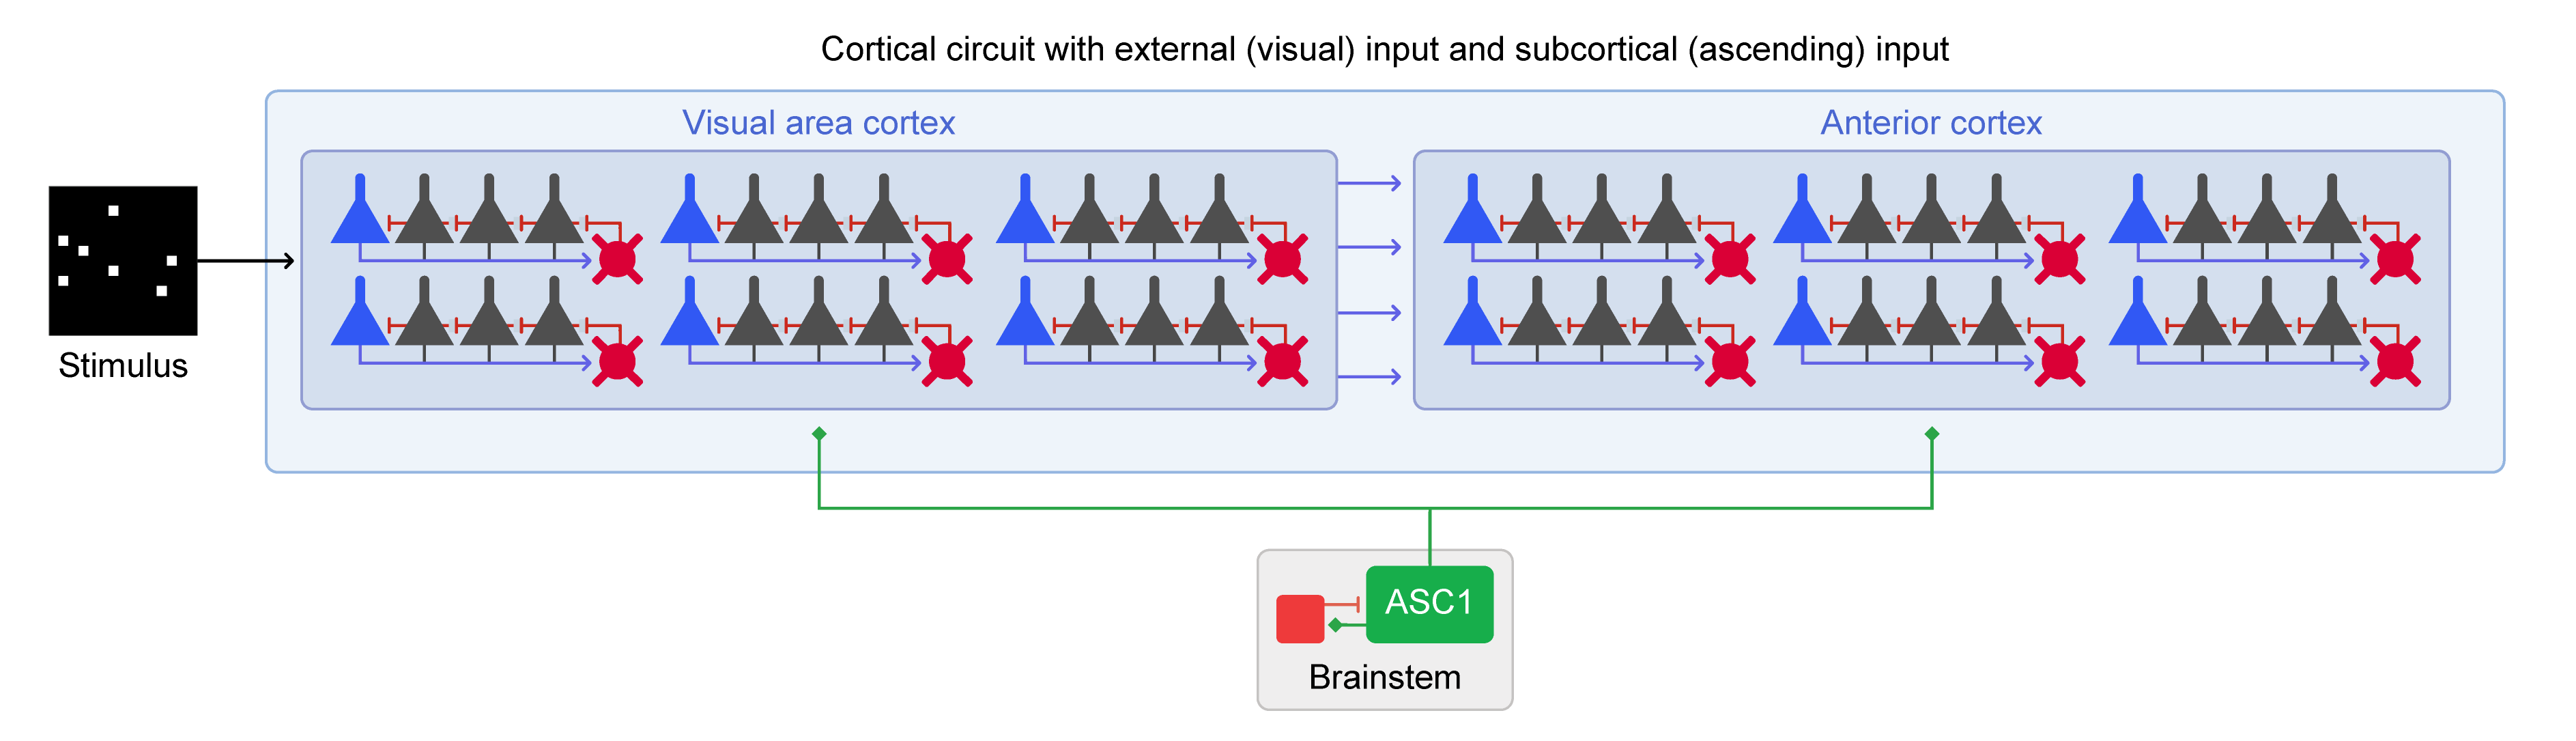 Cortical circuit with external (visual) input and subcortical (ascending) input
Visual area cortex
Anterior cortex
Stimulus
ASC1
Brainstem